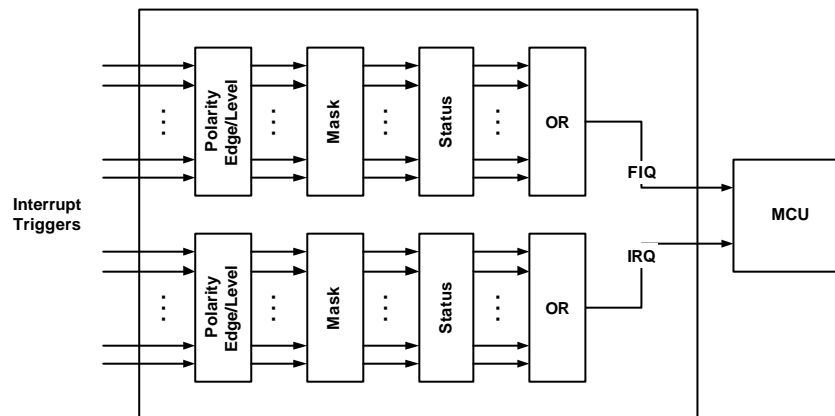 Interrupt
Triggers
Polarity
Edge/Level
Mask
Status
OR
FIQ
MCU
Polarity
Edge/Level
Mask
Status
OR
IRQ